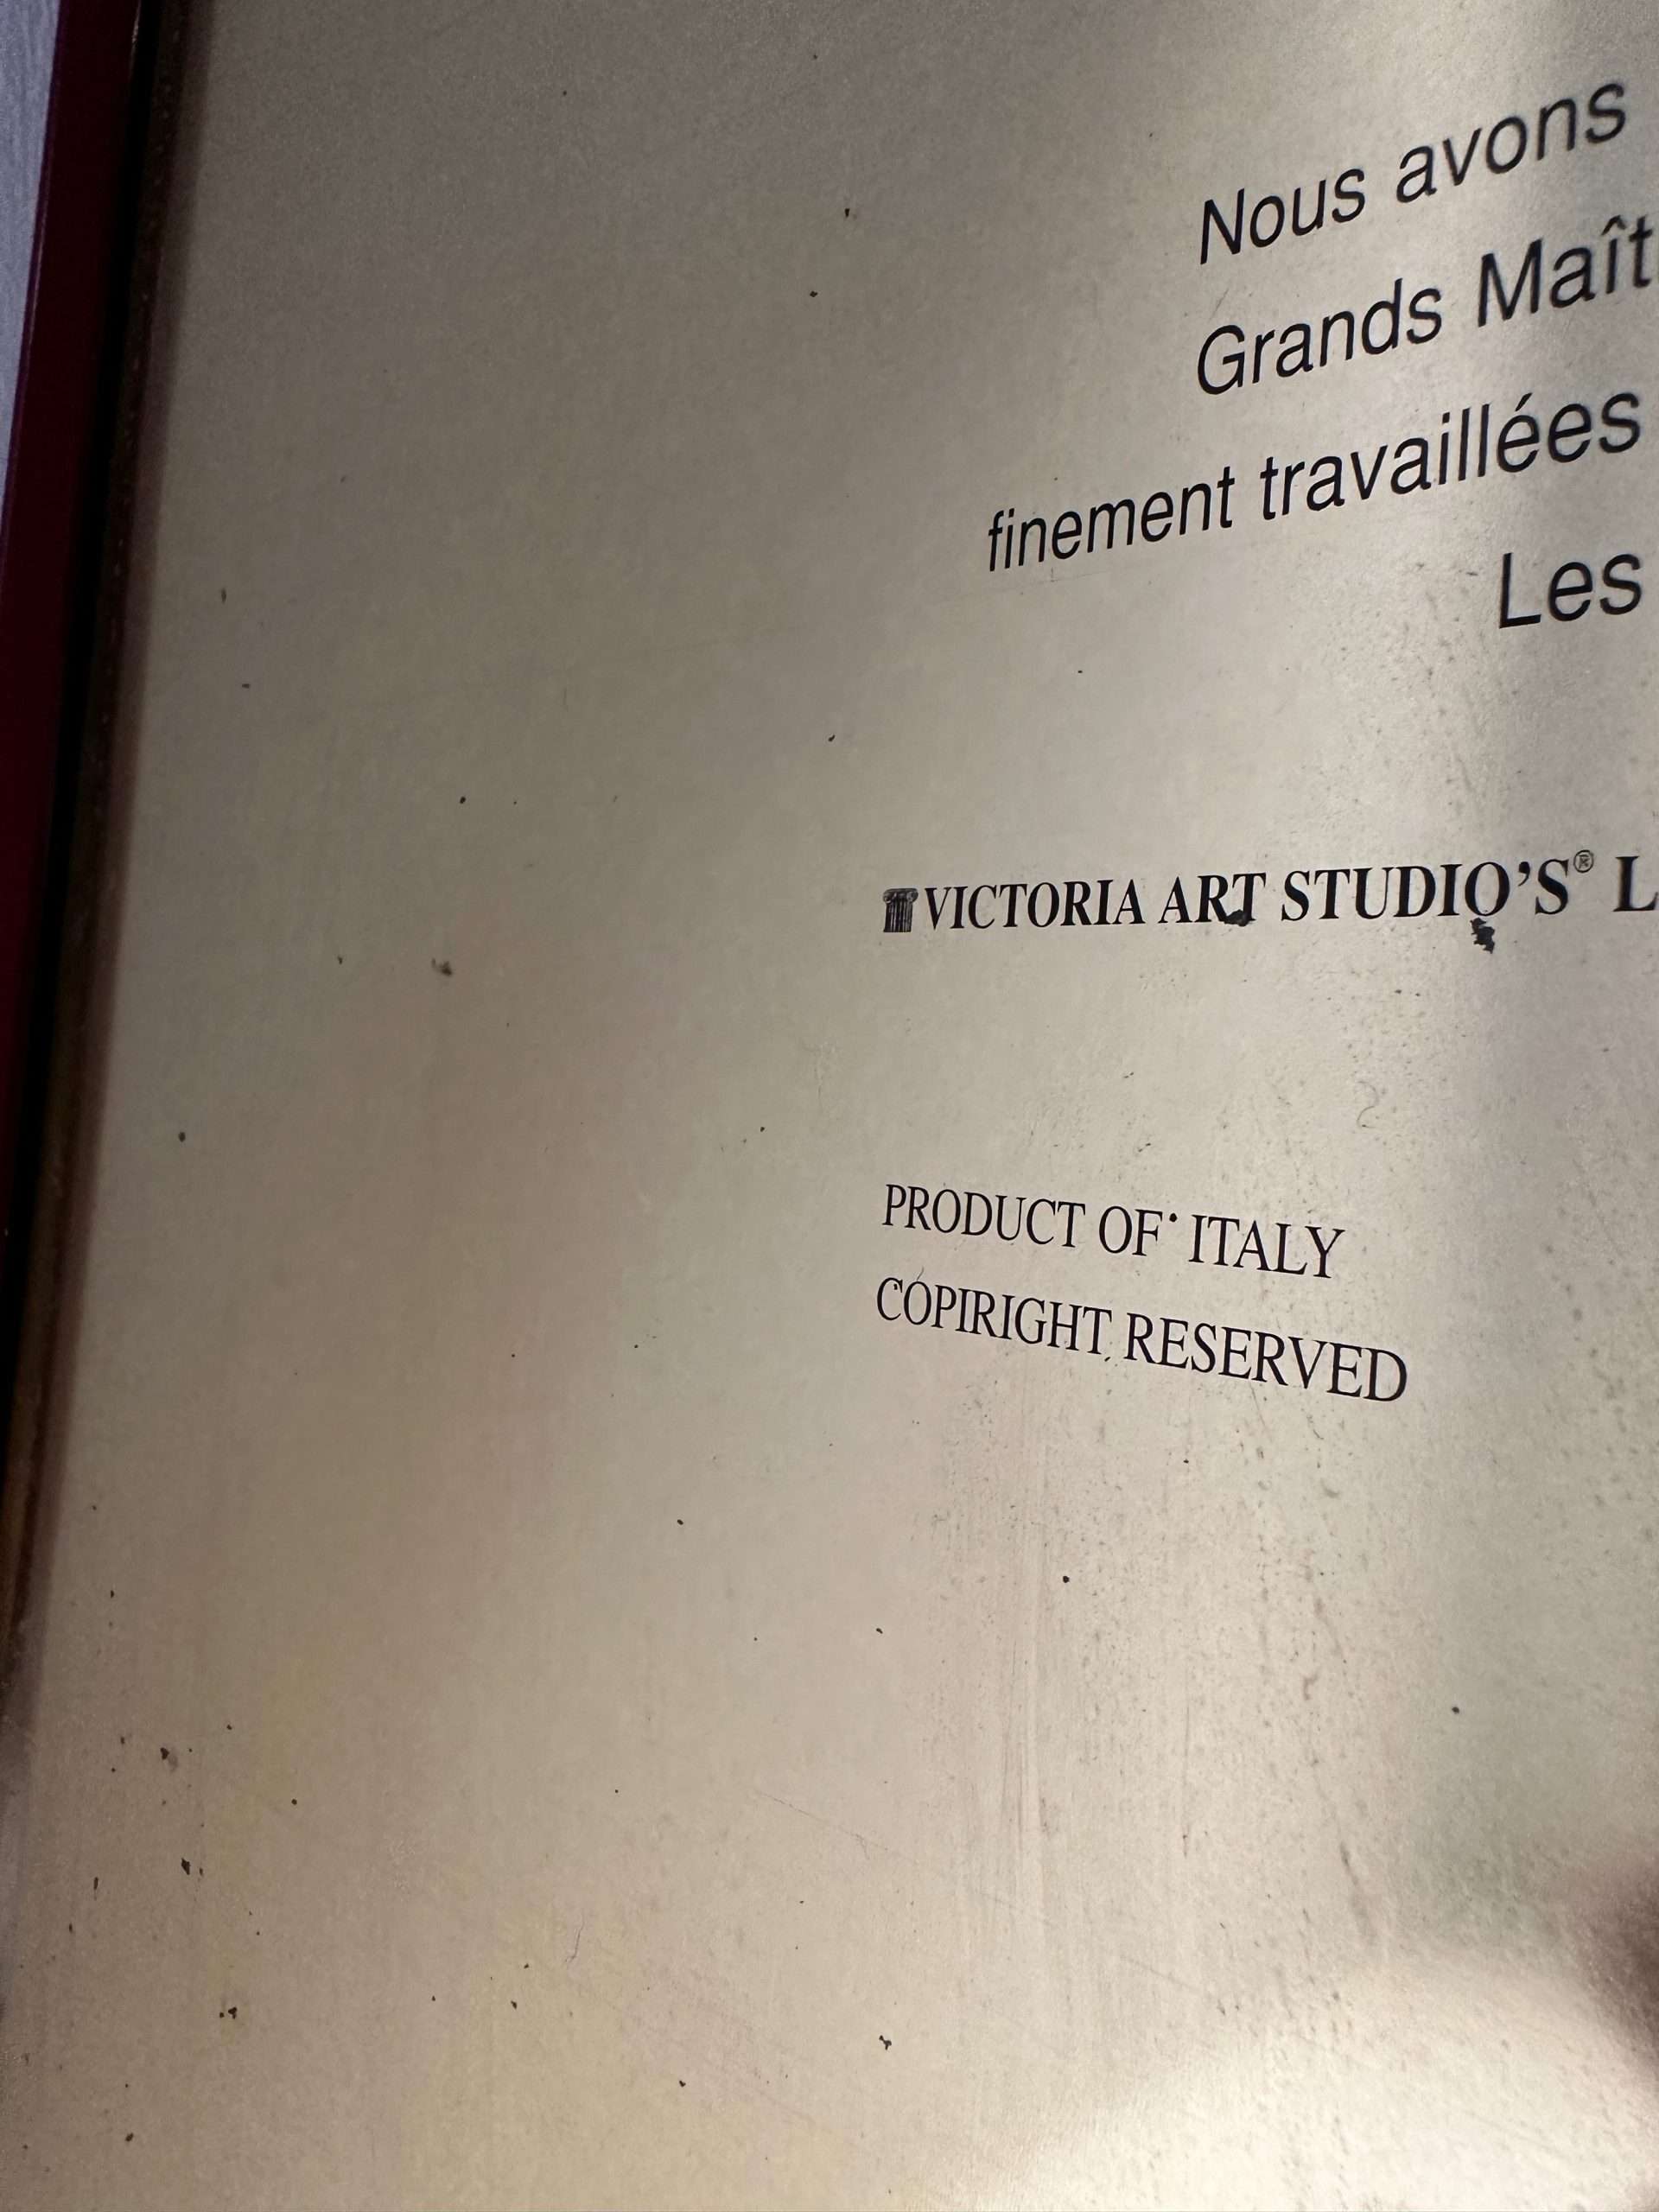 Nous avons
Grands
finement travaillées
Les
VICTORIA ART STUDIO'S®
PRODUCT OF ITALY
COPIRIGHT RESERVED